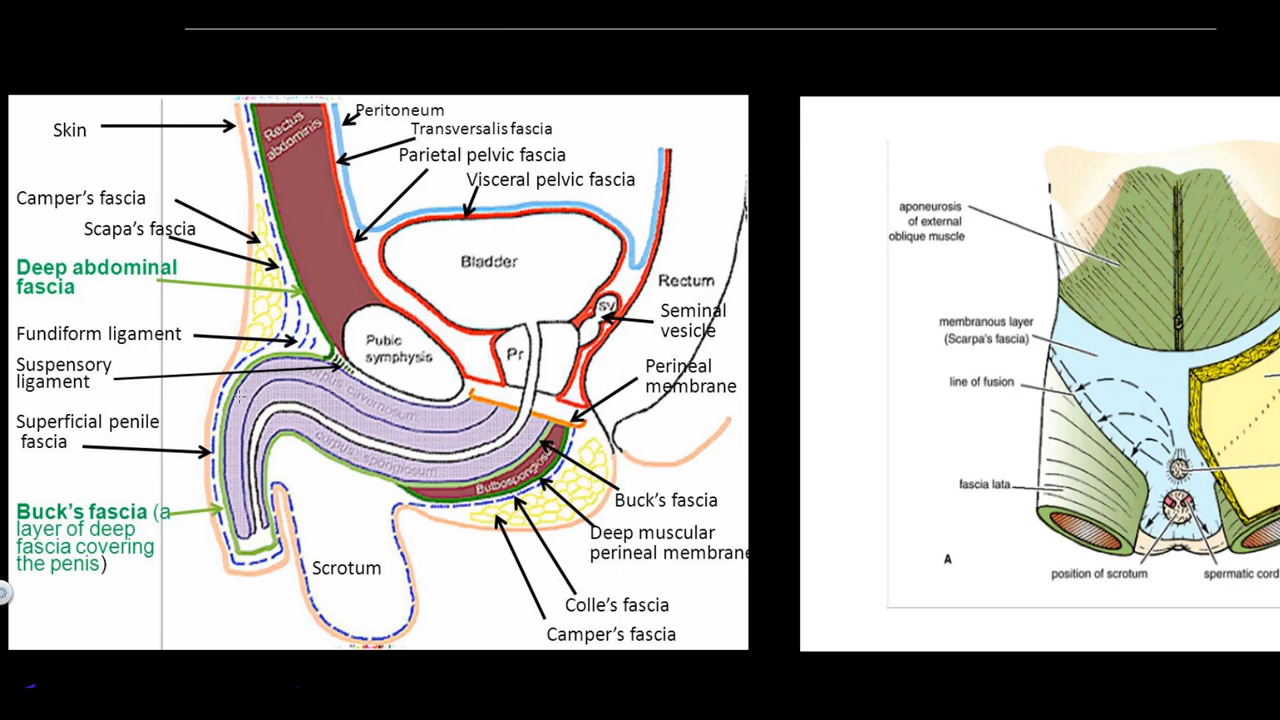 Peritoneum
Transversalis fascia
Parietal pelvic fascia
Visceral pelvic fascia
Skin
Rectus
abdominis
Camper's fascia
Scapa's fascia
Deep abdominal
fascia
Fundiform ligament
Suspensory
ligament
Superficial penile
fascia
Buck's fascia (a
layer of deep
fascia covering
the penis)
Bladder
Rectum
SV
Seminal
vesicle
Pubic
symphysis
Pr
Perineal
membrane
corpus cavernosum
corpus spongiosum
Bulbospongiosus
Buck's fascia
Deep muscular
perineal membrane
Scrotum
Colle's fascia
Camper's fascia
aponeurosis
of external
oblique muscle
membranous layer
(Scarpa's fascia)
line of fusion
fascia lata
A
position of scrotum
spermatic cord